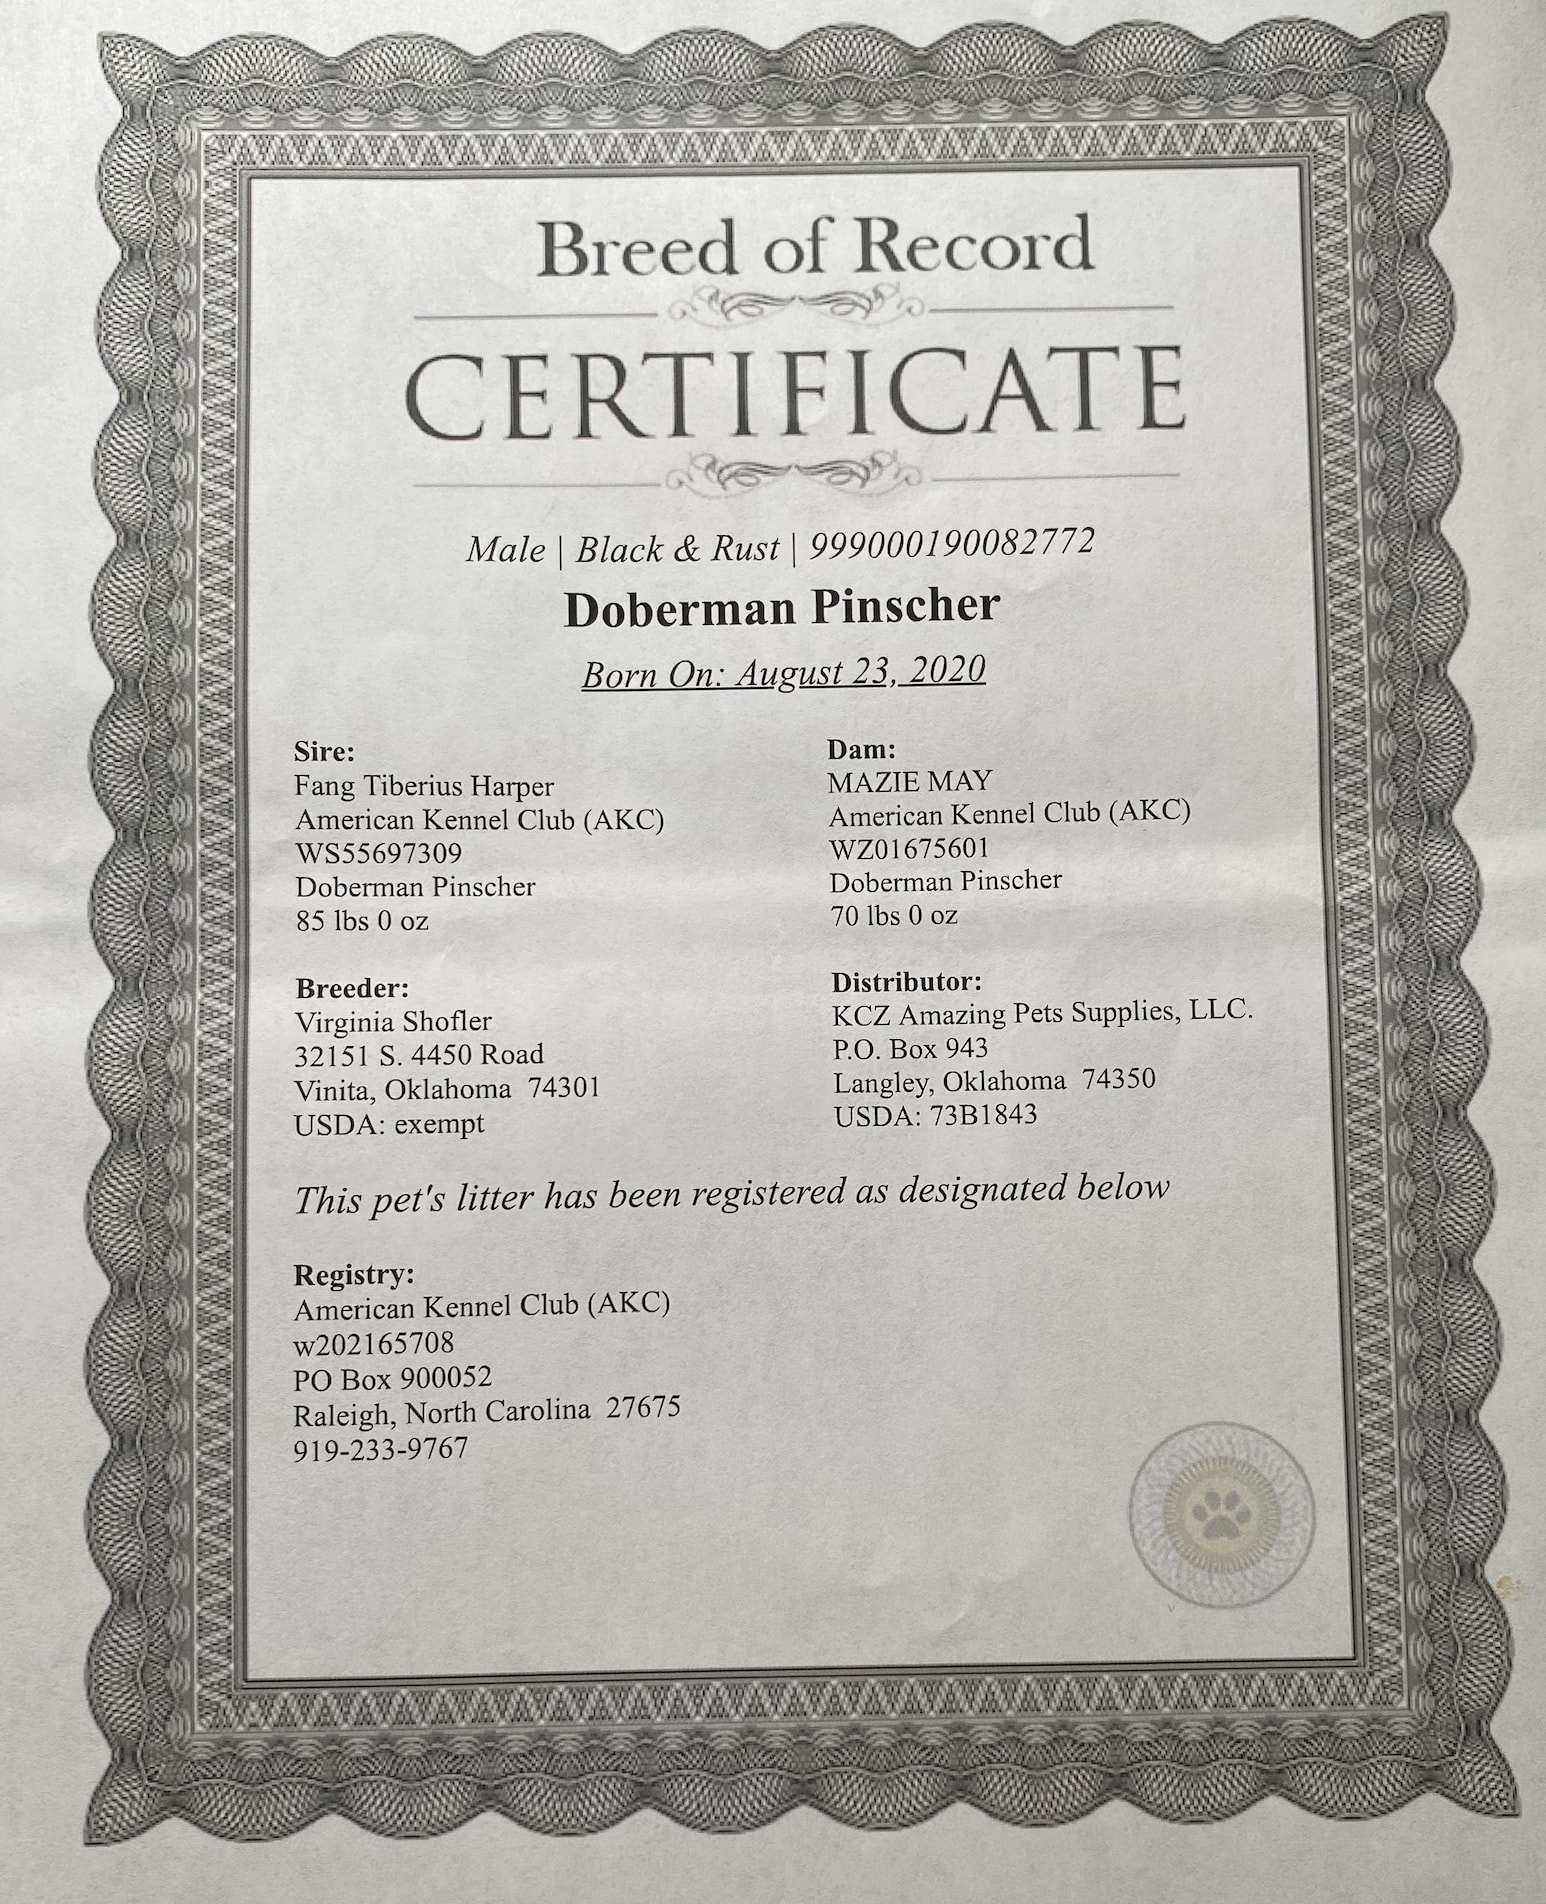 Breed of Record
CERTIFICATE
Male | Black & Rust | 999000190082772
Doberman Pinscher
Born On: August 23, 2020
Sire:
Fang Tiberius Harper
American Kennel Club (AKC)
WS55697309
Doberman Pinscher
85 lbs 0 oz
Dam:
MAZIE MAY
American Kennel Club (AKC)
WZ01675601
Doberman Pinscher
70 lbs 0 oz
Breeder:
Virginia Shofler
32151 S. 4450 Road
Vinita, Oklahoma 74301
USDA: exempt
Distributor:
KCZ Amazing Pets Supplies, LLC.
P.O. Box 943
Langley, Oklahoma 74350
USDA: 73B1843
This pet's litter has been registered as designated below
Registry:
American Kennel Club (AKC)
w202165708
PO Box 900052
Raleigh, North Carolina 27675
919-233-9767